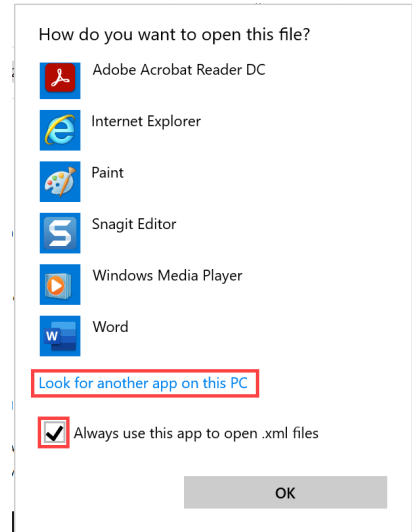 How do you want to open this file?
Adobe Acrobat Reader DC
Internet Explorer
Paint
Snagit Editor
Windows Media Player
Word
Look for another app on this PC
Always use this app to open .xml files
OK